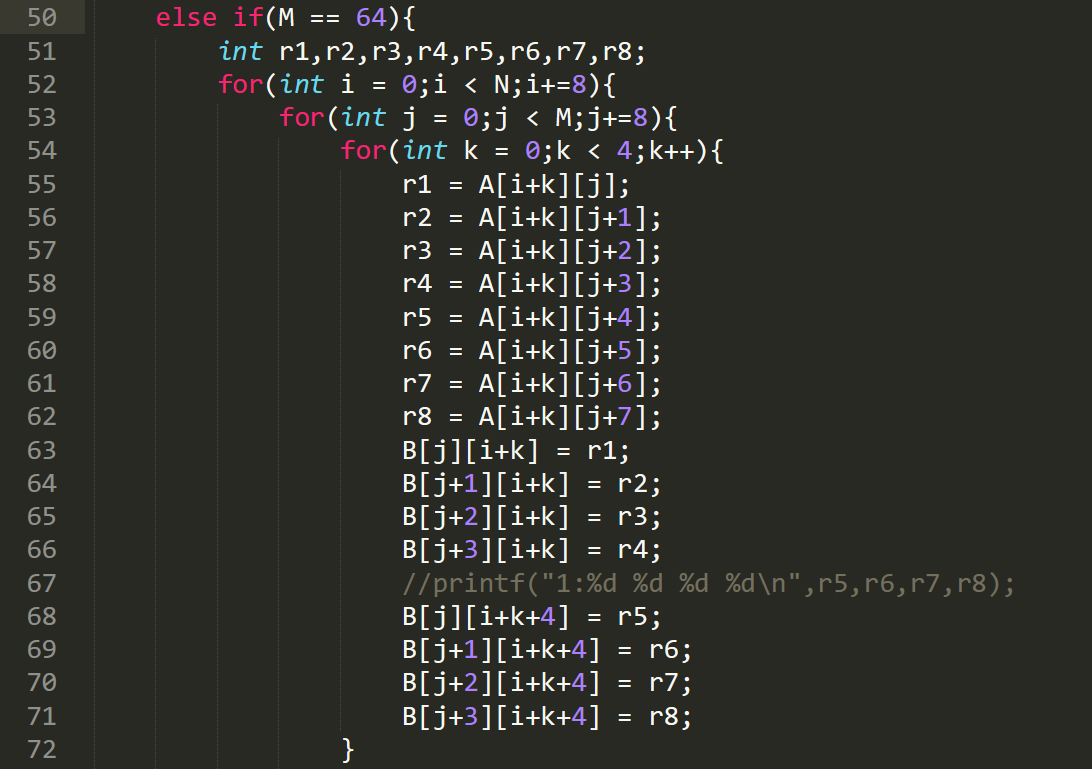 50 else if(M == 64){
51 int r1,r2,r3,r4,r5,r6,r7,r8;
52 for(int i = 0;i < N;i+=8){
53 for(int j = 0;j < M;j+=8){
54 for(int k = 0;k < 4;k++){
55 r1 = A[i+k][j];
56 r2 = A[i+k][j+1];
57 r3 = A[i+k][j+2];
58 r4 = A[i+k][j+3];
59 r5 = A[i+k][j+4];
60 r6 = A[i+k][j+5];
61 r7 = A[i+k][j+6];
62 r8 = A[i+k][j+7];
63 B[j][i+k] = r1;
64 B[j+1][i+k] = r2;
65 B[j+2][i+k] = r3;
66 B[j+3][i+k] = r4;
67 //printf("1:%d %d %d %d\n",r5,r6,r7,r8);
68 B[j][i+k+4] = r5;
69 B[j+1][i+k+4] = r6;
70 B[j+2][i+k+4] = r7;
71 B[j+3][i+k+4] = r8;
72 }